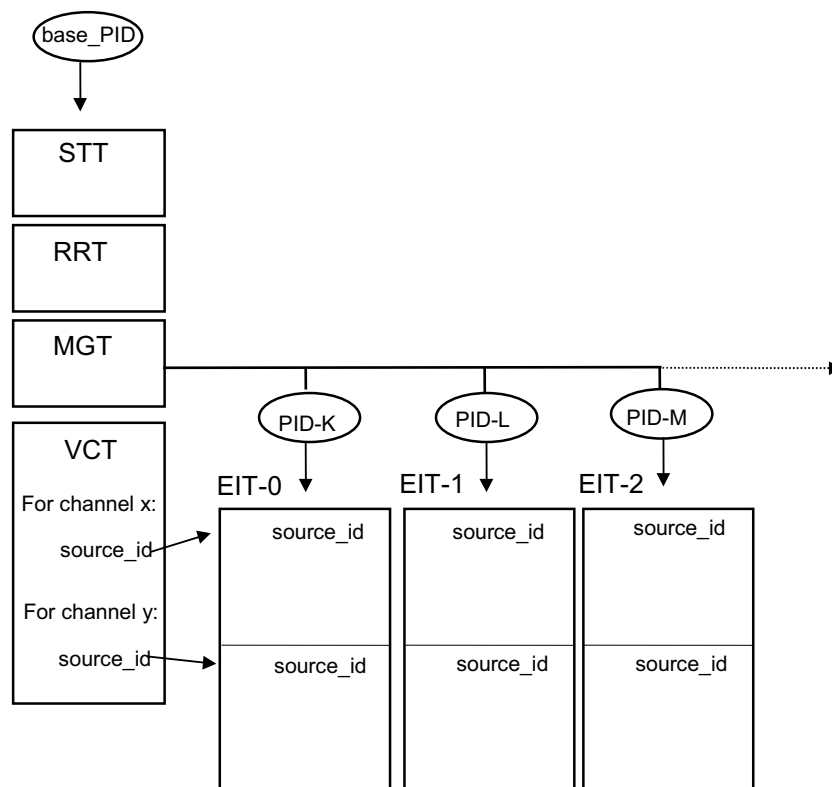 base_PID
STT
RRT
MGT
PID-K
PID-L
PID-M
VCT
EIT-0
EIT-1
EIT-2
For channel x:
source_id
source_id
source_id
source_id
For channel y:
source_id
source_id
source_id
source_id